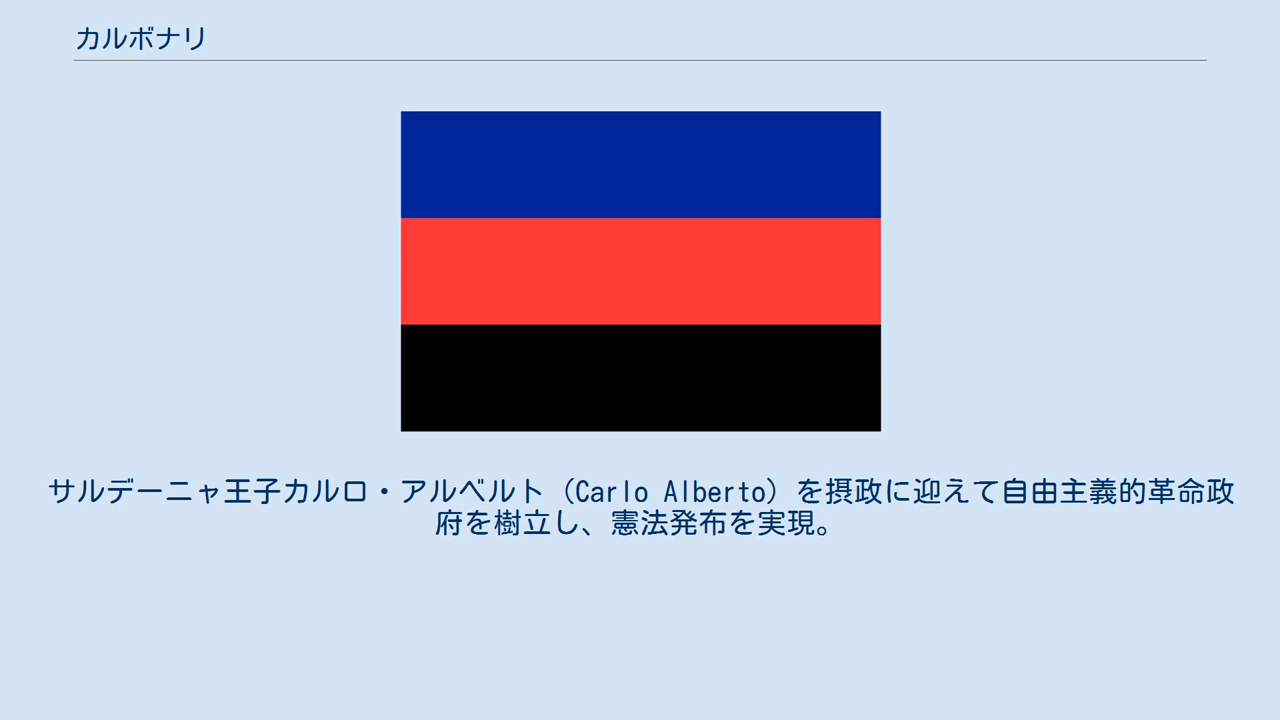 カルボナリ
サルデーニャ王子カルロ・アルベルト（Carlo Alberto）を摂政に迎えて自由主義的革命政
府を樹立し、憲法発布を実現。